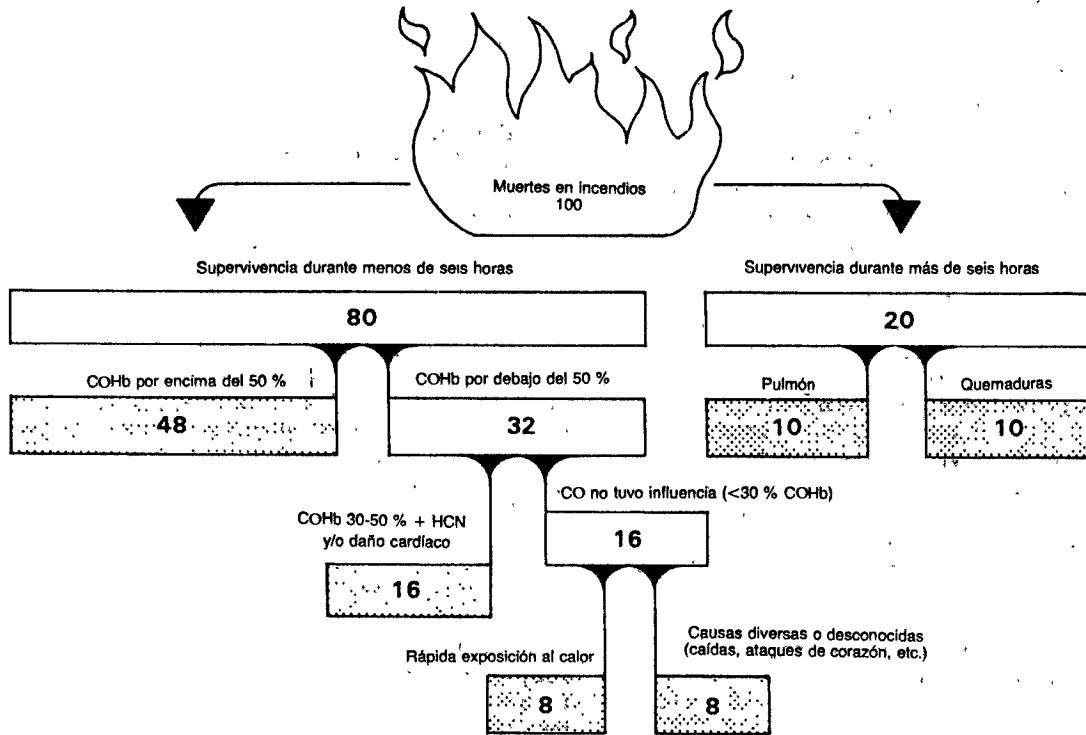 Muertes en incendios
100
Supervivencia durante menos de seis horas
80
Supervivencia durante más de seis horas
20
COHb por encima del 50 %
48
COHb por debajo del 50 %
32
Pulmón
10
Quemaduras
10
COHb 30-50 % + HCN
y/o daño cardíaco
16
CO no tuvo influencia (<30 % COHb)
16
Rápida exposición al calor
8
Causas diversas o desconocidas
(caídas, ataques de corazón, etc.)
8